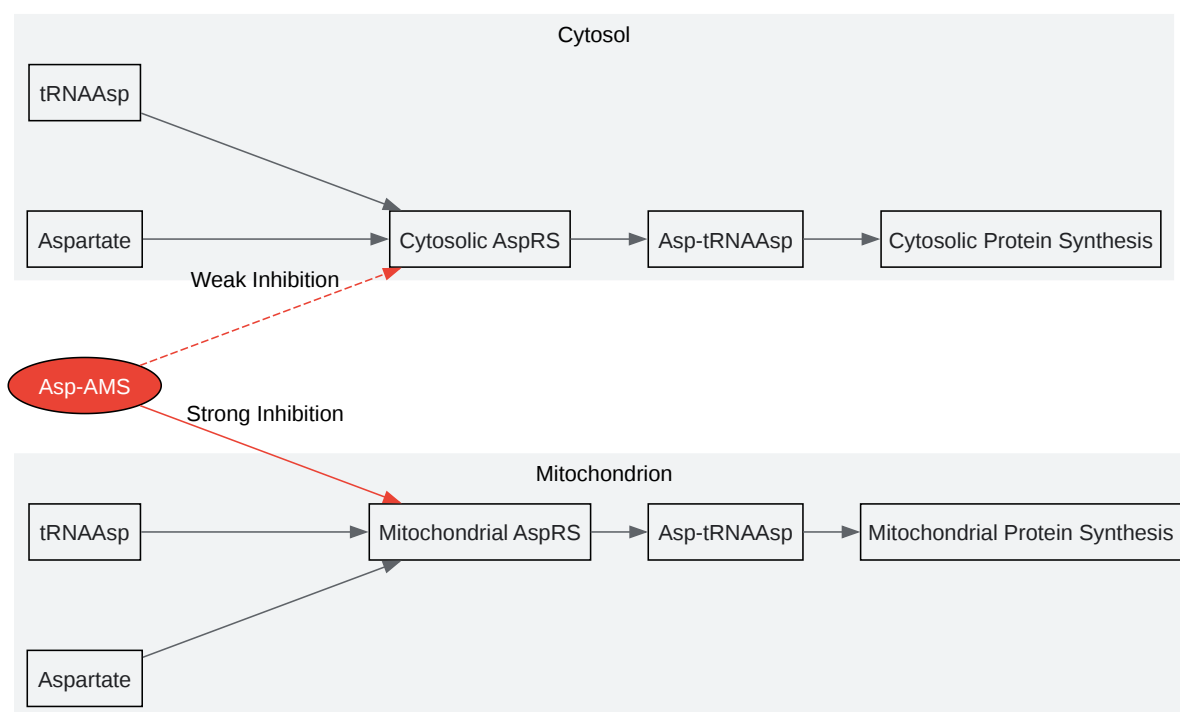 Cytosol
tRNAAsp
Aspartate
Cytosolic AspRS
Asp-tRNAAsp
Cytosolic Protein Synthesis
Weak Inhibition
Asp-AMS
Strong Inhibition
Mitochondrion
tRNAAsp
Mitochondrial AspRS
Asp-tRNAAsp
Mitochondrial Protein Synthesis
Aspartate